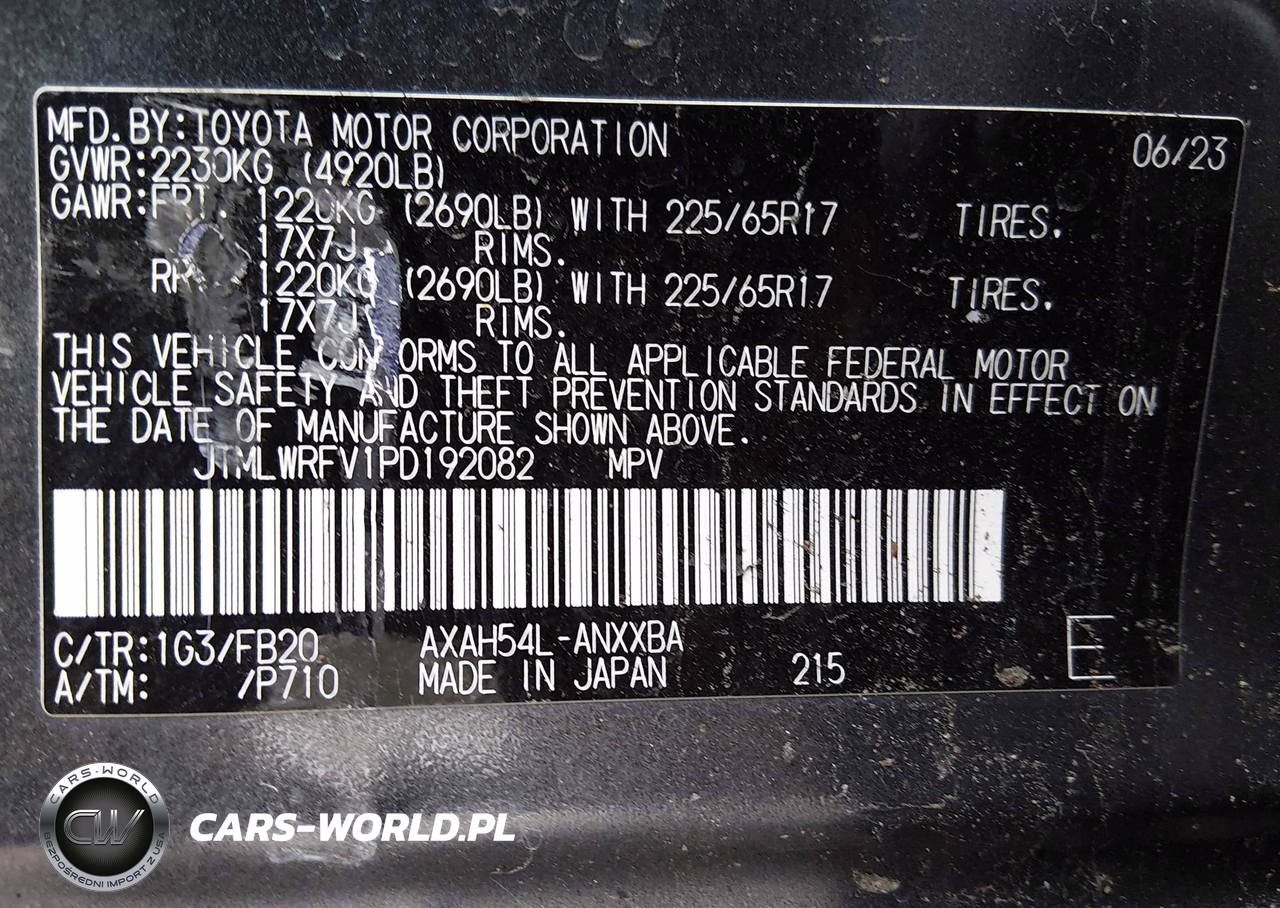 MFD.BY:TOYOTA MOTOR CORPORATION 06/23
GVWR:2230KG (4920LB)
GAWR:FRT. 1220KG (2690LB) WITH 225/65R17 TIRES.
17X7J RIMS.
RR 1220KG (2690LB) WITH 225/65R17 TIRES.
17X7J RIMS.
THIS VEHICLE CONFORMS TO ALL APPLICABLE FEDERAL MOTOR
VEHICLE SAFETY AND THEFT PREVENTION STANDARDS IN EFFECT ON
THE DATE OF MANUFACTURE SHOWN ABOVE.
JTMLWRFV1PD192082 MPV
C/TR:1G3/FB20 AXAH54L-ANXXBA
A/TM: /P710 MADE IN JAPAN 215 E
CARS-WORLD
CW
BEZPOŚREDNI IMPORT Z USA
CARS-WORLD.PL